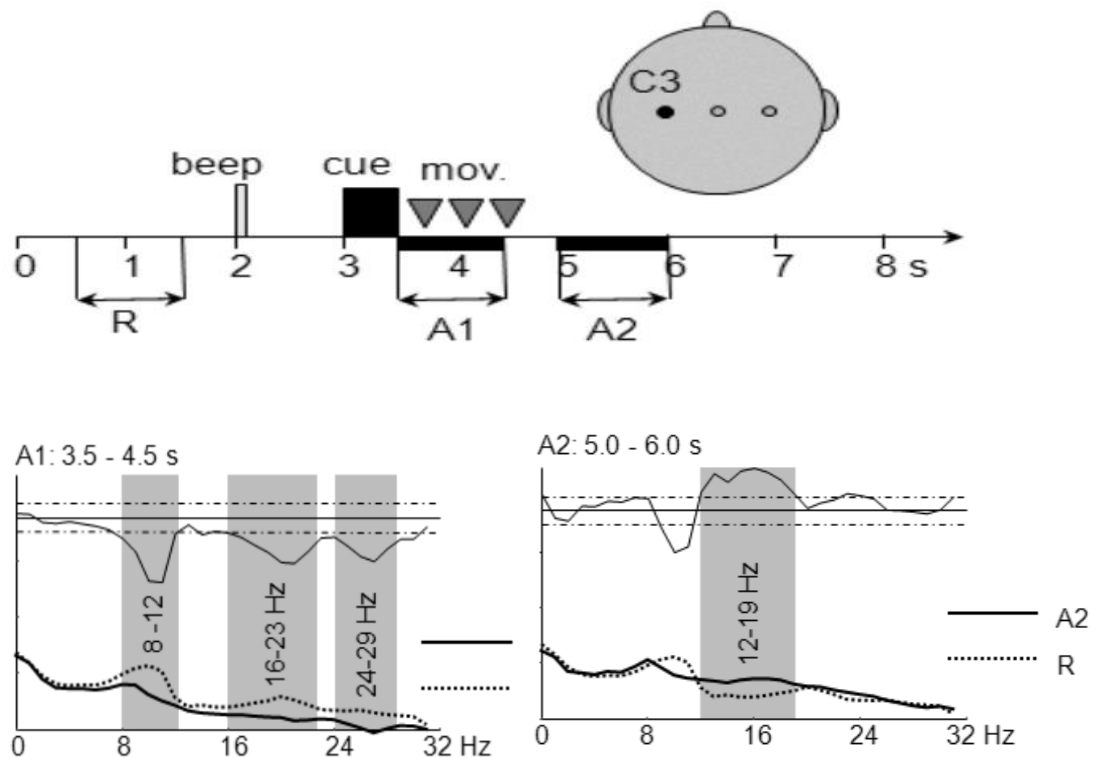 C3
beep cue mov.
0 1 2 3 4 5 6 7 8 s
R A1 A2
A1: 3.5 - 4.5 s
8 -12
16-23 Hz
24-29 Hz
0 8 16 24 32 Hz
A2: 5.0 - 6.0 s
12-19 Hz
A2
R
0 8 16 24 32 Hz